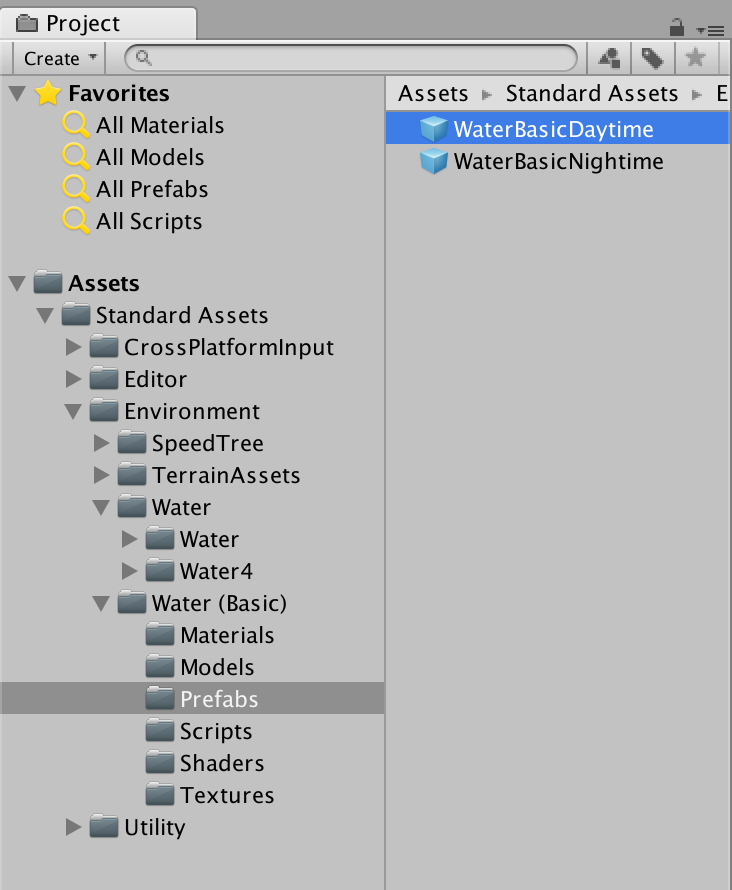 Project
Create
Favorites
All Materials
All Models
All Prefabs
All Scripts
Assets
Standard Assets
CrossPlatformInput
Editor
Environment
SpeedTree
TerrainAssets
Water
Water
Water4
Water (Basic)
Materials
Models
Prefabs
Scripts
Shaders
Textures
Utility
Assets Standard Assets E
WaterBasicDaytime
WaterBasicNightime